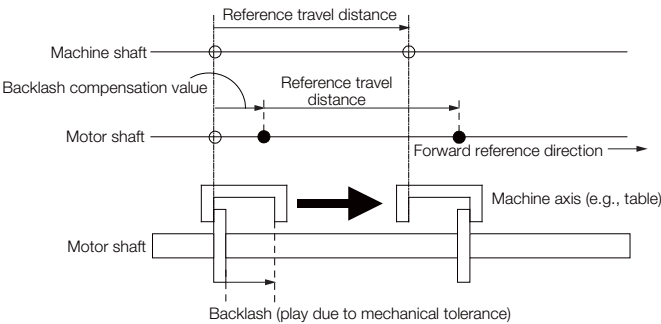 Reference travel distance
Machine shaft
Backlash compensation value
Reference travel
distance
Motor shaft
Forward reference direction
Machine axis (e.g., table)
Motor shaft
Backlash (play due to mechanical tolerance)